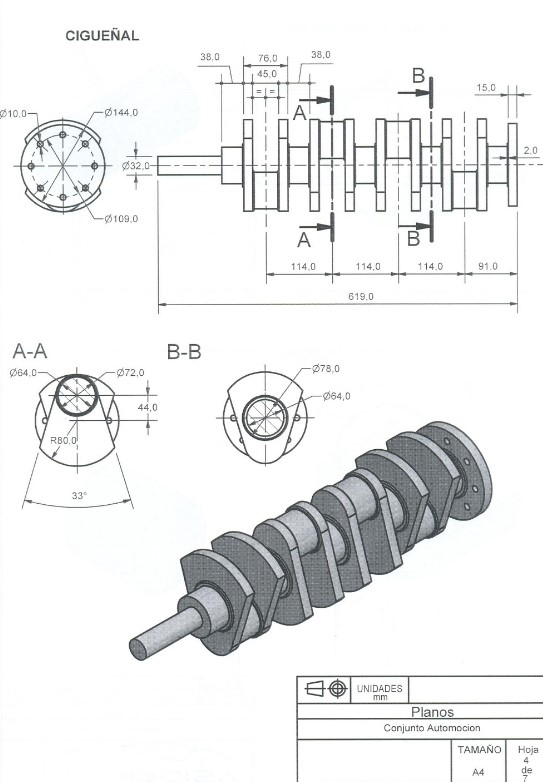 CIGUEÑAL
38,0
76,0
38,0
45,0
= =
A
B
15,0
Ø10,0
Ø144,0
Ø32,0
Ø109,0
2,0
A
B
114,0
114,0
114,0
91,0
619,0
A-A
B-B
Ø64,0
Ø72,0
44,0
R80,0
33°
Ø78,0
Ø64,0
UNIDADES
mm
Planos
Conjunto Automocion
TAMAÑO
A4
Hoja
4
de
7